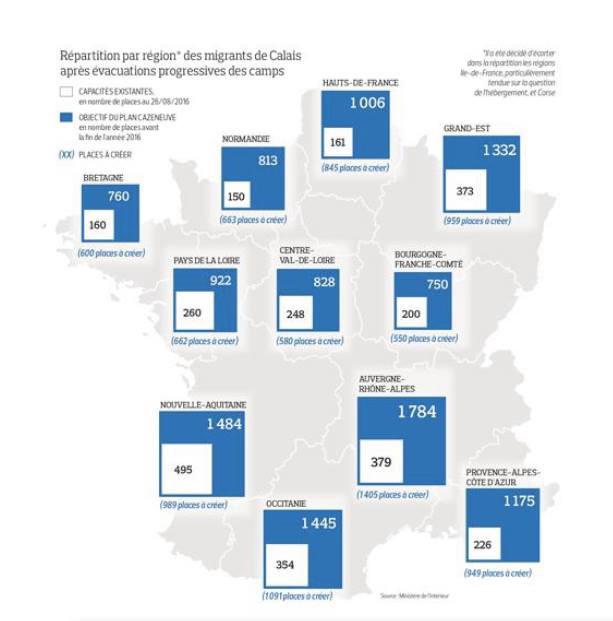 Répartition par région* des migrants de Calais
après évacuations progressives des camps
*Il a été décidé d'écarter
dans la répartition les régions
Ile-de-France, particulièrement
tendue sur la question
de l'hébergement, et Corse
CAPACITÉS EXISTANTES,
en nombre de places au 26/08/2016
OBJECTIF DU PLAN CAZENEUVE
en nombre de places avant
la fin de l'année 2016
(XX) PLACES À CRÉER
HAUTS-DE-FRANCE
1 006
161
(845 places à créer)
NORMANDIE
813
150
(663 places à créer)
GRAND-EST
1 332
373
(959 places à créer)
BRETAGNE
760
160
(600 places à créer)
PAYS DE LA LOIRE
922
260
(662 places à créer)
CENTRE-
VAL-DE-LOIRE
828
248
(580 places à créer)
BOURGOGNE-
FRANCHE-COMTÉ
750
200
(550 places à créer)
NOUVELLE-AQUITAINE
1 484
495
(989 places à créer)
AUVERGNE-
RHÔNE-ALPES
1 784
379
(1405 places à créer)
OCCITANIE
1 445
354
(1091 places à créer)
PROVENCE-ALPES-
CÔTE D'AZUR
1175
226
(949 places à créer)
Source : Ministère de l'Intérieur